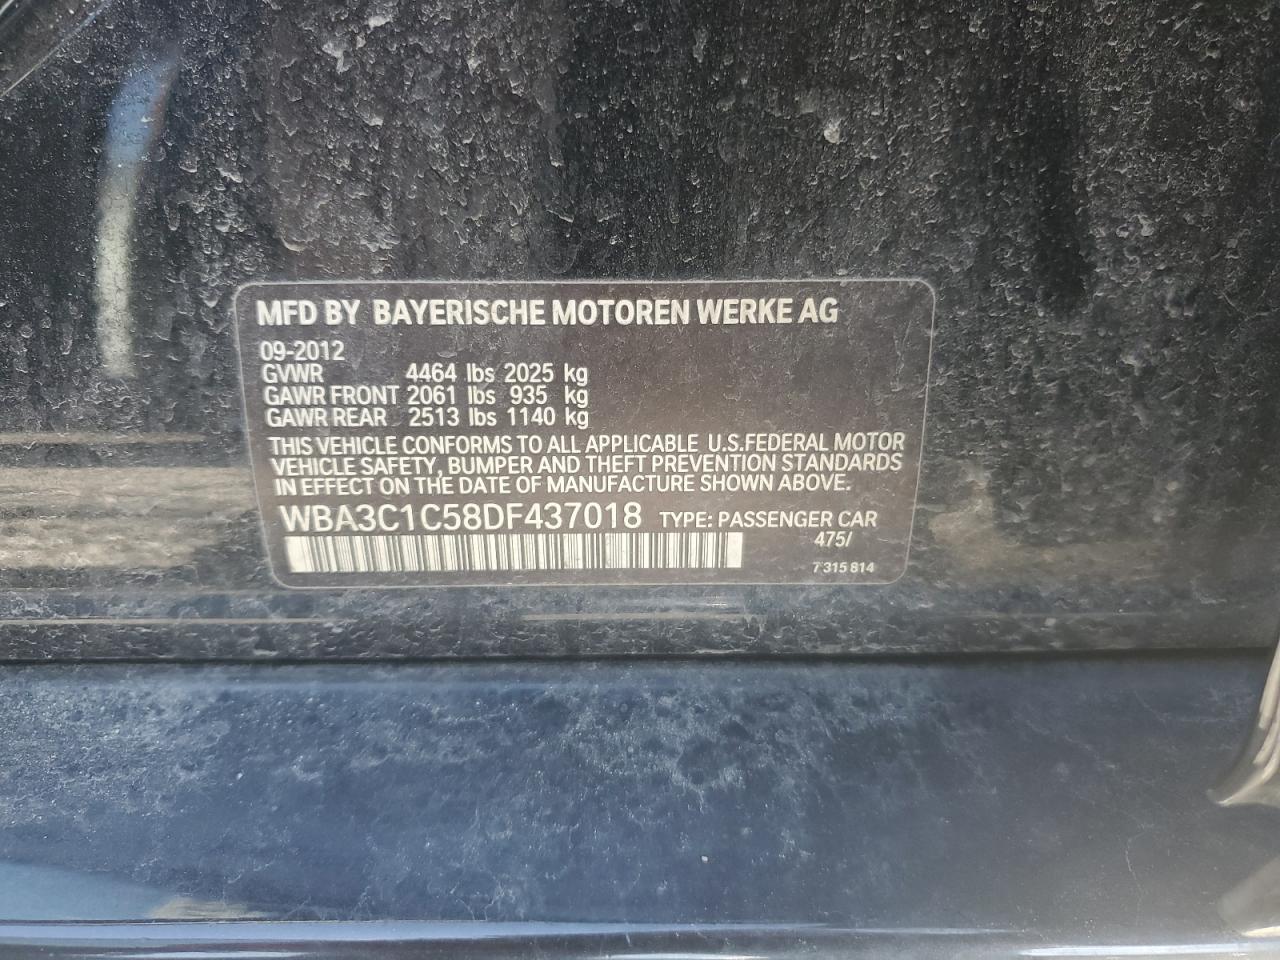 MFD BY BAYERISCHE MOTOREN WERKE AG
09-2012
GVWR 4464 lbs 2025 kg
GAWR FRONT 2061 lbs 935 kg
GAWR REAR 2513 lbs 1140 kg
THIS VEHICLE CONFORMS TO ALL APPLICABLE U.S.FEDERAL MOTOR
VEHICLE SAFETY, BUMPER AND THEFT PREVENTION STANDARDS
IN EFFECT ON THE DATE OF MANUFACTURE SHOWN ABOVE.
WBA3C1C58DF437018 TYPE: PASSENGER CAR
475/
7 315 814